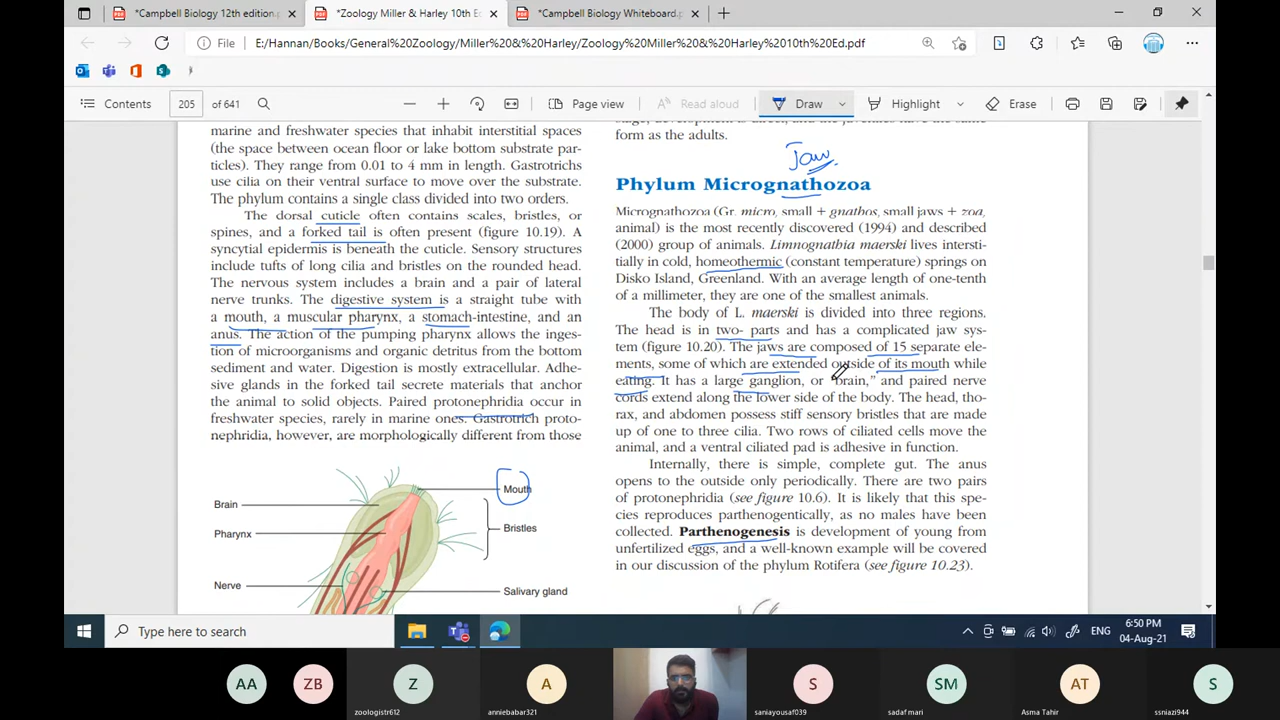 *Campbell Biology 12th edition.p
*Zoology Miller & Harley 10th Ed
*Campbell Biology Whiteboard.p
File
E:/Hannan/Books/General%20Zoology/Miller%20&%20Harley/Zoology%20Miller%20&%20Harley%2010th%20Ed.pdf
Contents
205 of 641
Page view
Read aloud
Draw
Highlight
Erase
marine and freshwater species that inhabit interstitial spaces
(the space between ocean floor or lake bottom substrate par-
ticles). They range from 0.01 to 4 mm in length. Gastrotrichs
use cilia on their ventral surface to move over the substrate.
The phylum contains a single class divided into two orders.
The dorsal cuticle often contains scales, bristles, or
spines, and a forked tail is often present (figure 10.19). A
syncytial epidermis is beneath the cuticle. Sensory structures
include tufts of long cilia and bristles on the rounded head.
The nervous system includes a brain and a pair of lateral
nerve trunks. The digestive system is a straight tube with
a mouth, a muscular pharynx, a stomach-intestine, and an
anus. The action of the pumping pharynx allows the inges-
tion of microorganisms and organic detritus from the bottom
sediment and water. Digestion is mostly extracellular. Adhe-
sive glands in the forked tail secrete materials that anchor
the animal to solid objects. Paired protonephridia occur in
freshwater species, rarely in marine ones. Gastrotrich proto-
nephridia, however, are morphologically different from those
Brain
Pharynx
Nerve
Mouth
Bristles
Salivary gland
form as the adults.
Jaw
Phylum Micrognathozoa
Micrognathozoa (Gr. micro, small + gnathos, small jaws + zoa,
animal) is the most recently discovered (1994) and described
(2000) group of animals. Limnognathia maerski lives intersti-
tially in cold, homeothermic (constant temperature) springs on
Disko Island, Greenland. With an average length of one-tenth
of a millimeter, they are one of the smallest animals.
The body of L. maerski is divided into three regions.
The head is in two- parts and has a complicated jaw sys-
tem (figure 10.20). The jaws are composed of 15 separate ele-
ments, some of which are extended outside of its mouth while
eating. It has a large ganglion, or "brain," and paired nerve
cords extend along the lower side of the body. The head, tho-
rax, and abdomen possess stiff sensory bristles that are made
up of one to three cilia. Two rows of ciliated cells move the
animal, and a ventral ciliated pad is adhesive in function.
Internally, there is simple, complete gut. The anus
opens to the outside only periodically. There are two pairs
of protonephridia (see figure 10.6). It is likely that this spe-
cies reproduces parthenogentically, as no males have been
collected. Parthenogenesis is development of young from
unfertilized eggs, and a well-known example will be covered
in our discussion of the phylum Rotifera (see figure 10.23).
Type here to search
ENG
6:50 PM
04-Aug-21
AA
ZB
Z
zoologistr612
A
anniebabar321
S
saniayousaf039
SM
sadaf mari
AT
Asma Tahir
S
ssniazi944